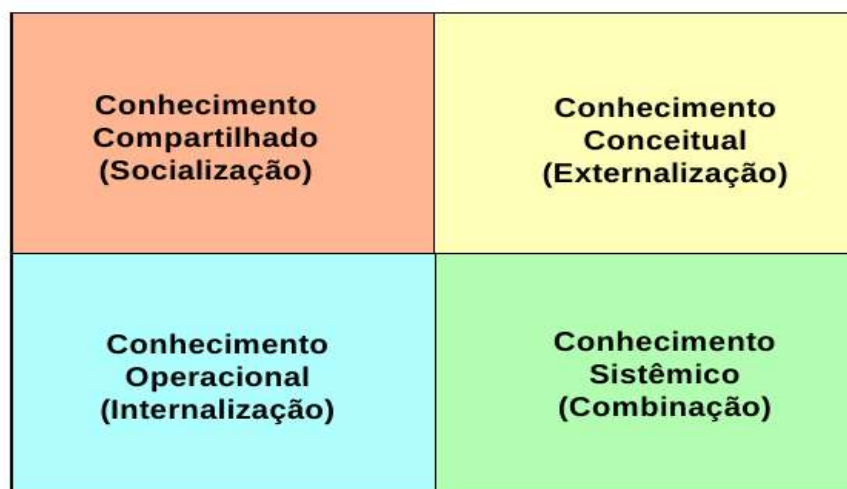 Conhecimento
Compartilhado
(Socialização)
Conhecimento
Conceitual
(Externalização)
Conhecimento
Operacional
(Internalização)
Conhecimento
Sistêmico
(Combinação)